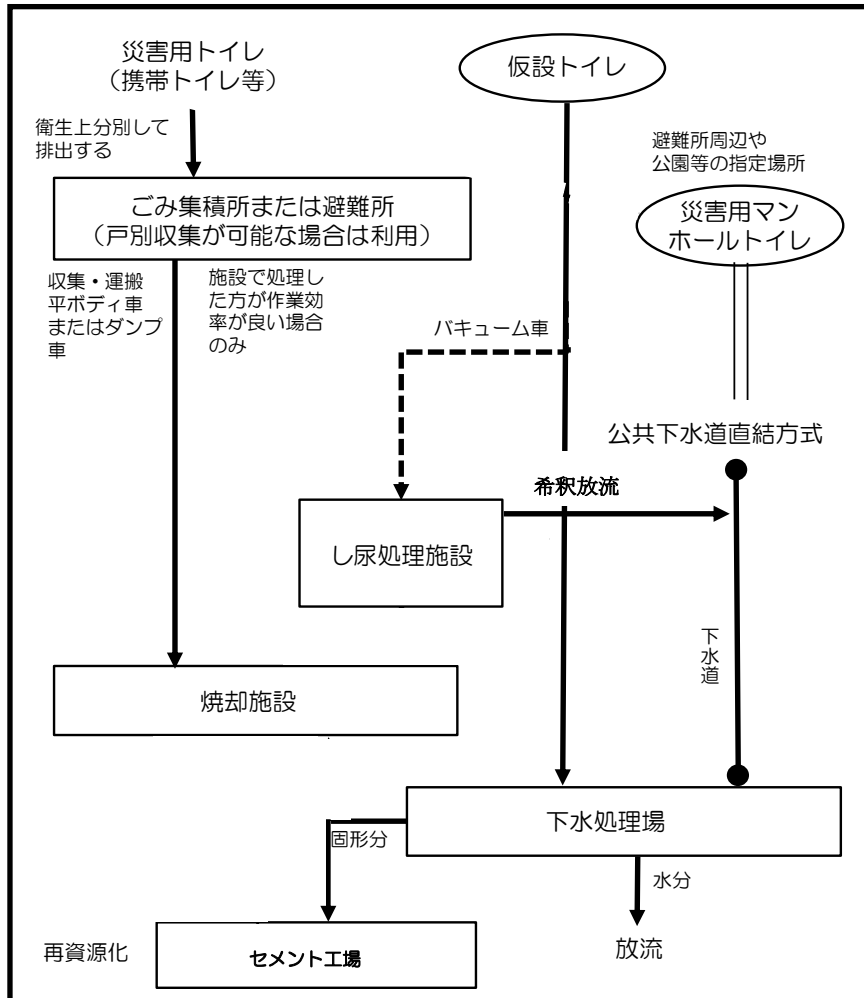 災害用トイレ
（携帯トイレ等）
仮設トイレ
衛生上分別して
排出する
避難所周辺や
公園等の指定場所
ごみ集積所または避難所
（戸別収集が可能な場合は利用）
災害用マン
ホールトイレ
収集・運搬
平ボディ車
またはダンプ
車
施設で処理し
た方が作業効
率が良い場合
のみ
バキューム車
公共下水道直結方式
希釈放流
し尿処理施設
下水道
焼却施設
下水処理場
固形分
水分
再資源化
セメント工場
放流